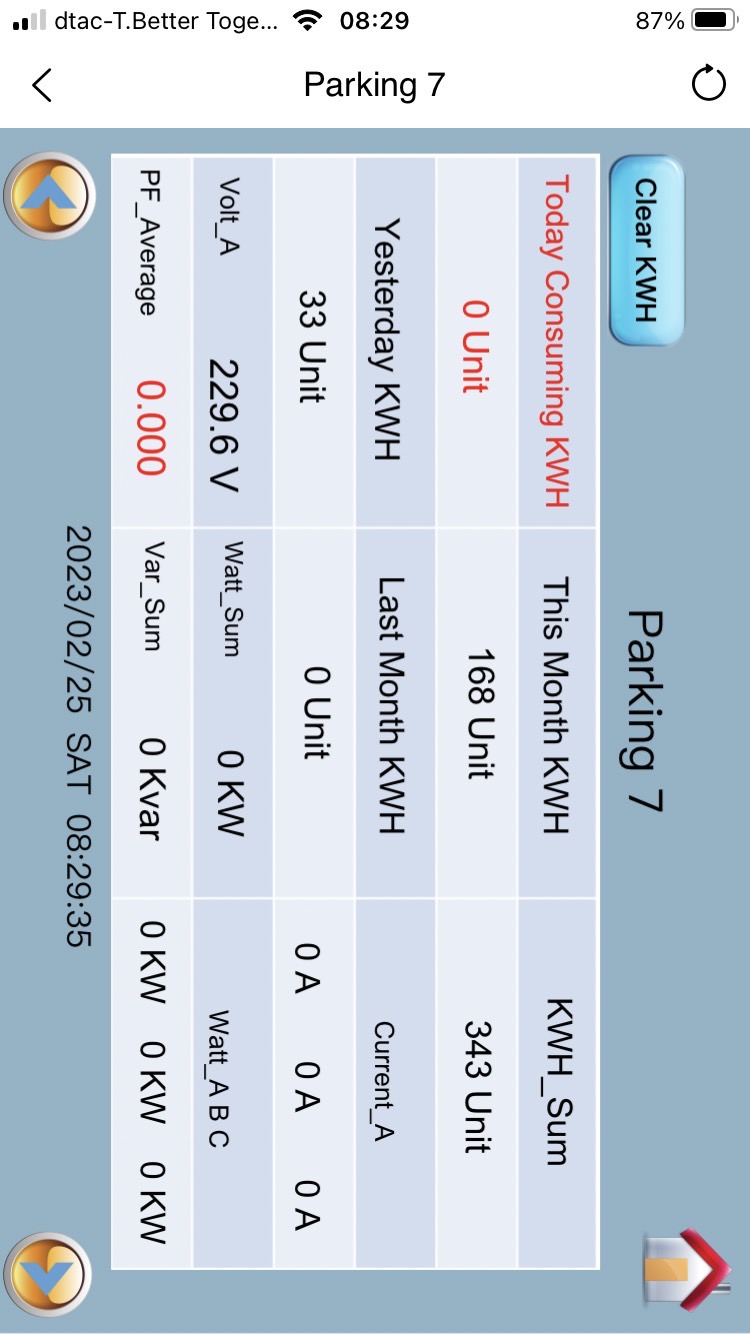 87%
08:29
dtac-T.Better Toge...
Parking 7
Clear KWH
Parking 7
Today Consuming KWH
This Month KWH
KWH_Sum
0 Unit
168 Unit
343 Unit
Yesterday KWH
Last Month KWH
Current_A
33 Unit
0 Unit
0 A 0 A 0 A
Volt_A 229.6 V
Watt_Sum 0 KW
Watt_A B C
PF_Average 0.000
Var_Sum 0 Kvar
0 KW 0 KW 0 KW
2023/02/25 SAT 08:29:35